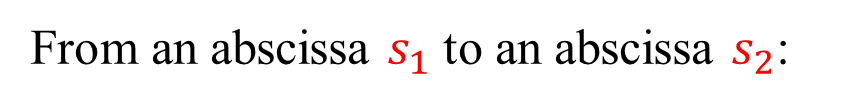 From an abscissa s₁ to an abscissa s₂: